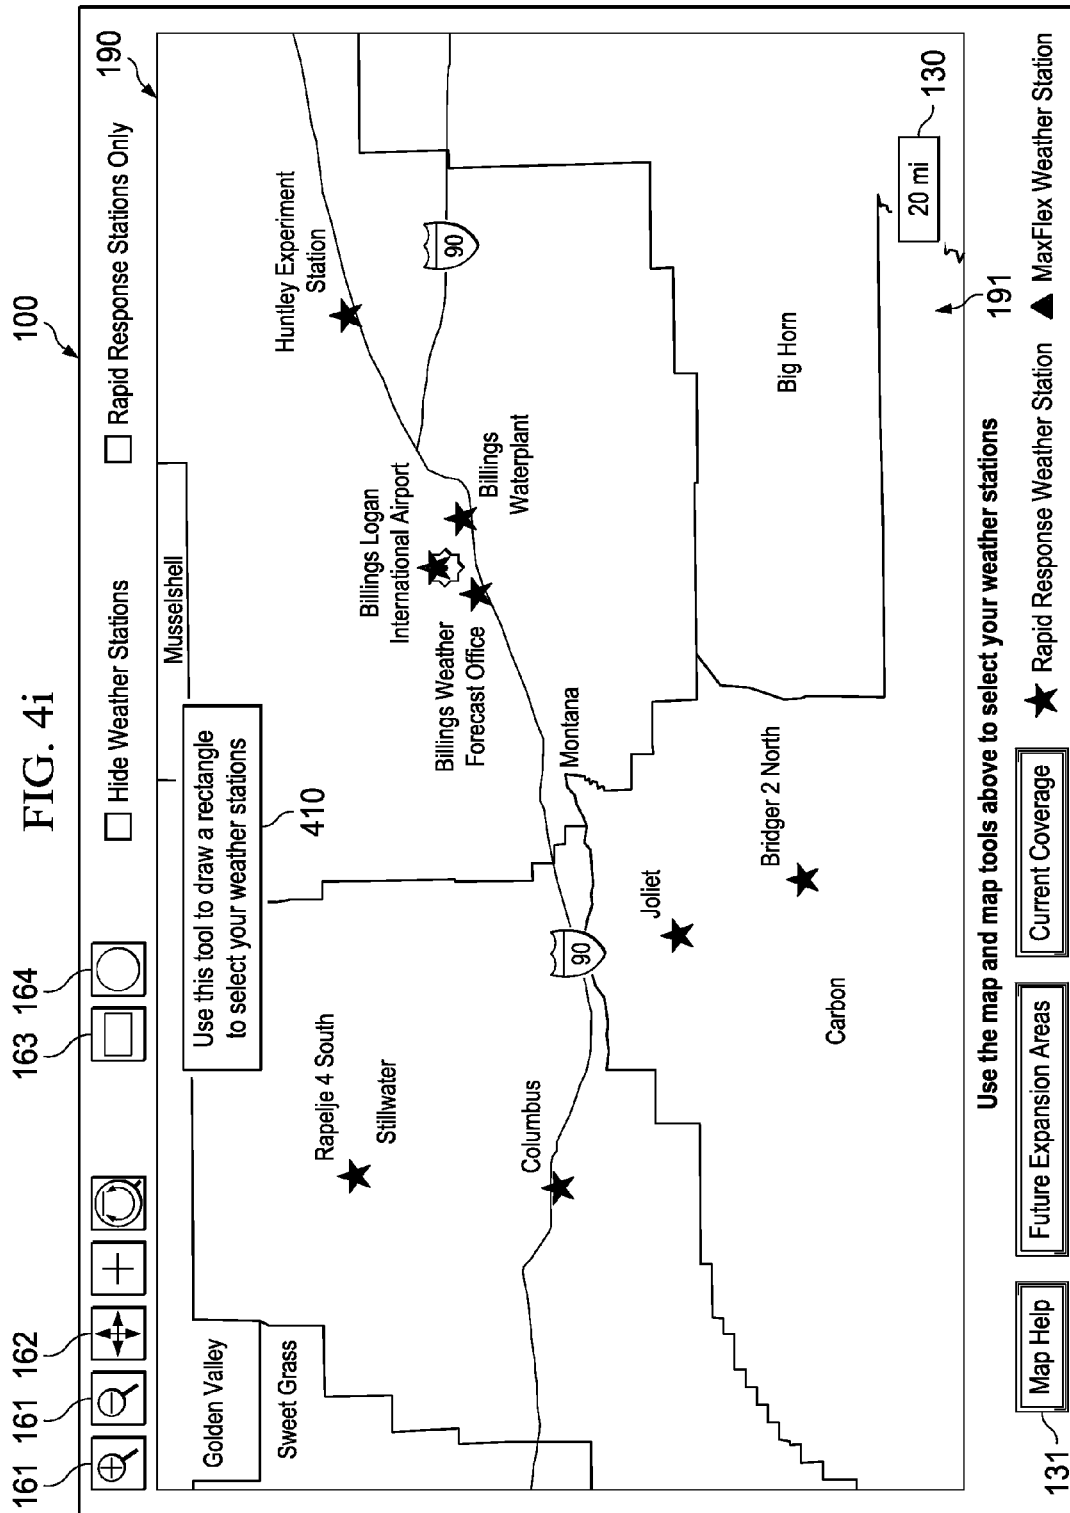 FIG. 4i
100
161
161
162
163
164
Hide Weather Stations
Rapid Response Stations Only
190
Golden Valley
Musselshell
Use this tool to draw a rectangle
to select your weather stations
410
Sweet Grass
Rapelje 4 South
Stillwater
Huntley Experiment
Station
Billings Logan
International Airport
Billings Weather
Forecast Office
Billings
Waterplant
90
Columbus
90
Montana
Joliet
Bridger 2 North
Big Horn
Carbon
20 mi
130
191
Use the map and map tools above to select your weather stations
131
Map Help
Future Expansion Areas
Current Coverage
Rapid Response Weather Station
MaxFlex Weather Station